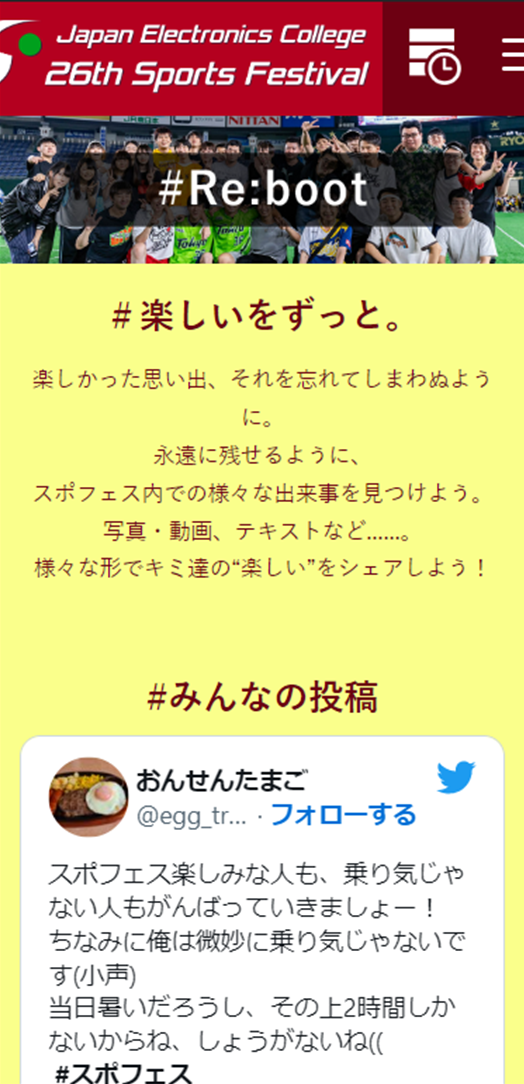 Japan Electronics College
26th Sports Festival
JR東日本
NITTAN
RYO
#Re:boot
Tokyo
Tokyo
#楽しいをずっと。
楽しかった思い出、それを忘れてしまわぬよう
に。
永遠に残せるように、
スポフェス内での様々な出来事を見つけよう。
写真・動画、テキストなど......。
様々な形でキミ達の“楽しい”をシェアしよう！
#みんなの投稿
おんせんたまご
@egg_tr... · フォローする
スポフェス楽しみな人も、乗り気じゃ
ない人もがんばっていきましょー！
ちなみに俺は微妙に乗り気じゃないで
す(小声)
当日暑いだろうし、その上2時間しか
ないからね、しょうがないね((
#スポフェス